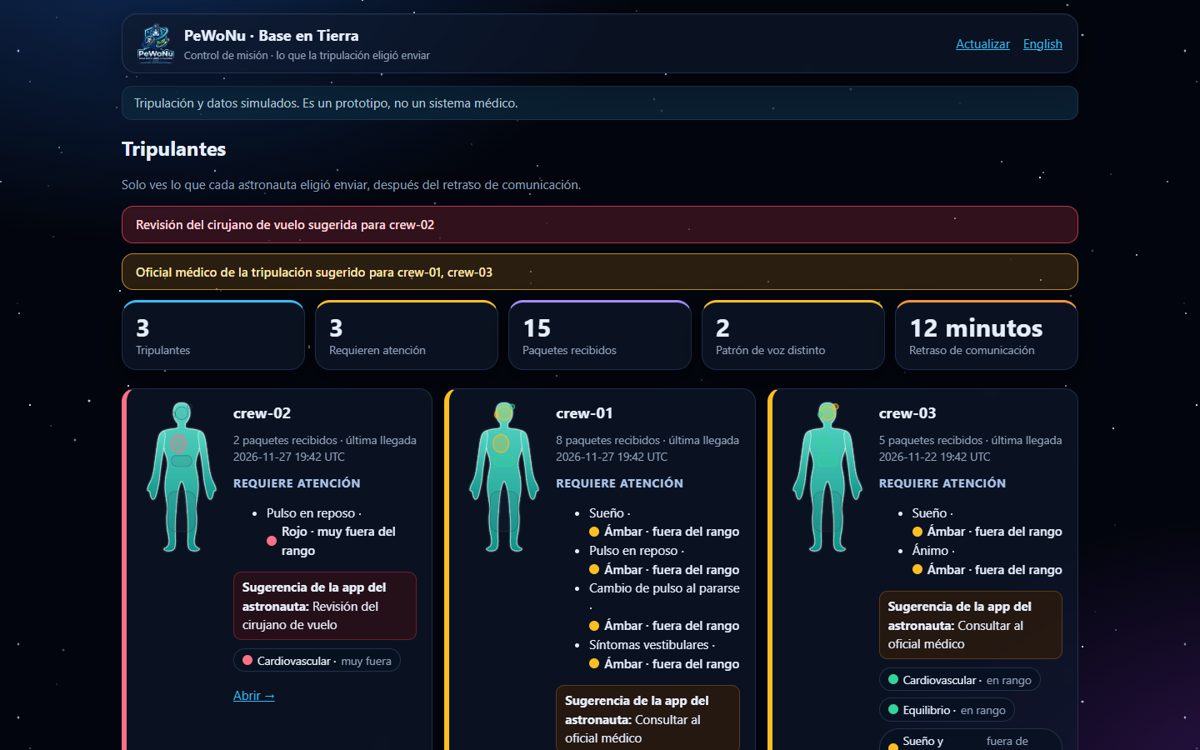 PeWoNu
PeWoNu · Base en Tierra
Control de misión · lo que la tripulación eligió enviar
Actualizar
English
Tripulación y datos simulados. Es un prototipo, no un sistema médico.
Tripulantes
Solo ves lo que cada astronauta eligió enviar, después del retraso de comunicación.
Revisión del cirujano de vuelo sugerida para crew-02
Oficial médico de la tripulación sugerido para crew-01, crew-03
3
Tripulantes
3
Requieren atención
15
Paquetes recibidos
2
Patrón de voz distinto
12 minutos
Retraso de comunicación
crew-02
2 paquetes recibidos · última llegada
2026-11-27 19:42 UTC
REQUIERE ATENCIÓN
• Pulso en reposo ·
Rojo · muy fuera del
rango
Sugerencia de la app del
astronauta: Revisión del
cirujano de vuelo
Cardiovascular · muy fuera
Abrir →
crew-01
8 paquetes recibidos · última llegada
2026-11-27 19:42 UTC
REQUIERE ATENCIÓN
• Sueño ·
Ámbar · fuera del rango
• Pulso en reposo ·
Ámbar · fuera del rango
• Cambio de pulso al pararse
·
Ámbar · fuera del rango
• Síntomas vestibulares ·
Ámbar · fuera del rango
Sugerencia de la app del
astronauta: Consultar al
oficial médico
crew-03
5 paquetes recibidos · última llegada
2026-11-22 19:42 UTC
REQUIERE ATENCIÓN
• Sueño ·
Ámbar · fuera del rango
• Ánimo ·
Ámbar · fuera del rango
Sugerencia de la app del
astronauta: Consultar al
oficial médico
Cardiovascular · en rango
Equilibrio · en rango
Sueño y fuera de